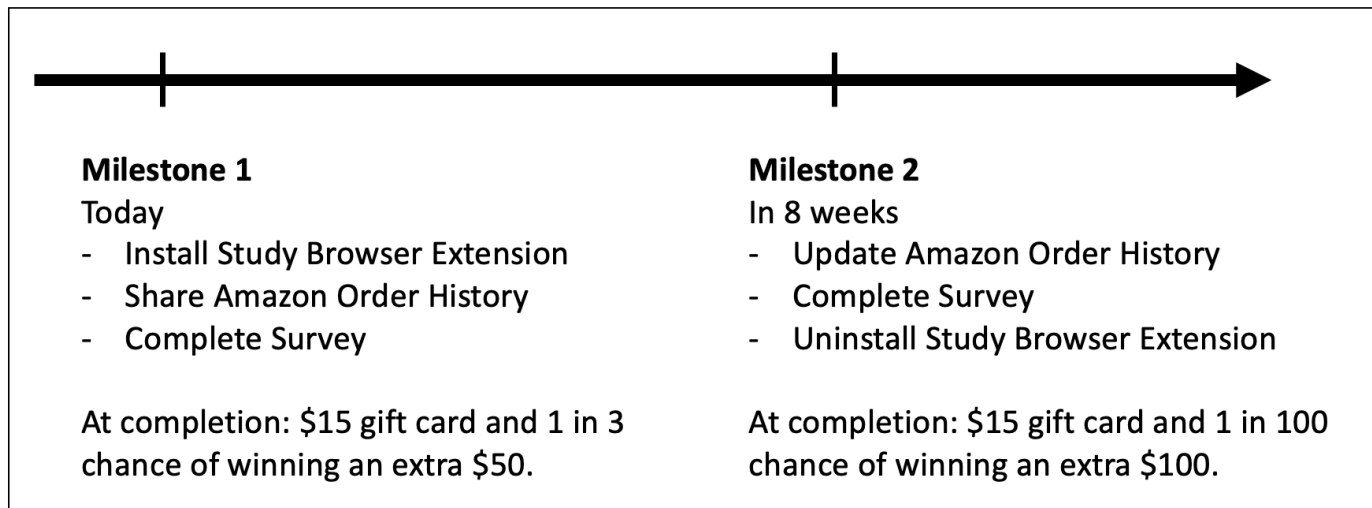 Milestone 1
Today
- Install Study Browser Extension
- Share Amazon Order History
- Complete Survey
At completion: $15 gift card and 1 in 3
chance of winning an extra $50.
Milestone 2
In 8 weeks
- Update Amazon Order History
- Complete Survey
- Uninstall Study Browser Extension
At completion: $15 gift card and 1 in 100
chance of winning an extra $100.